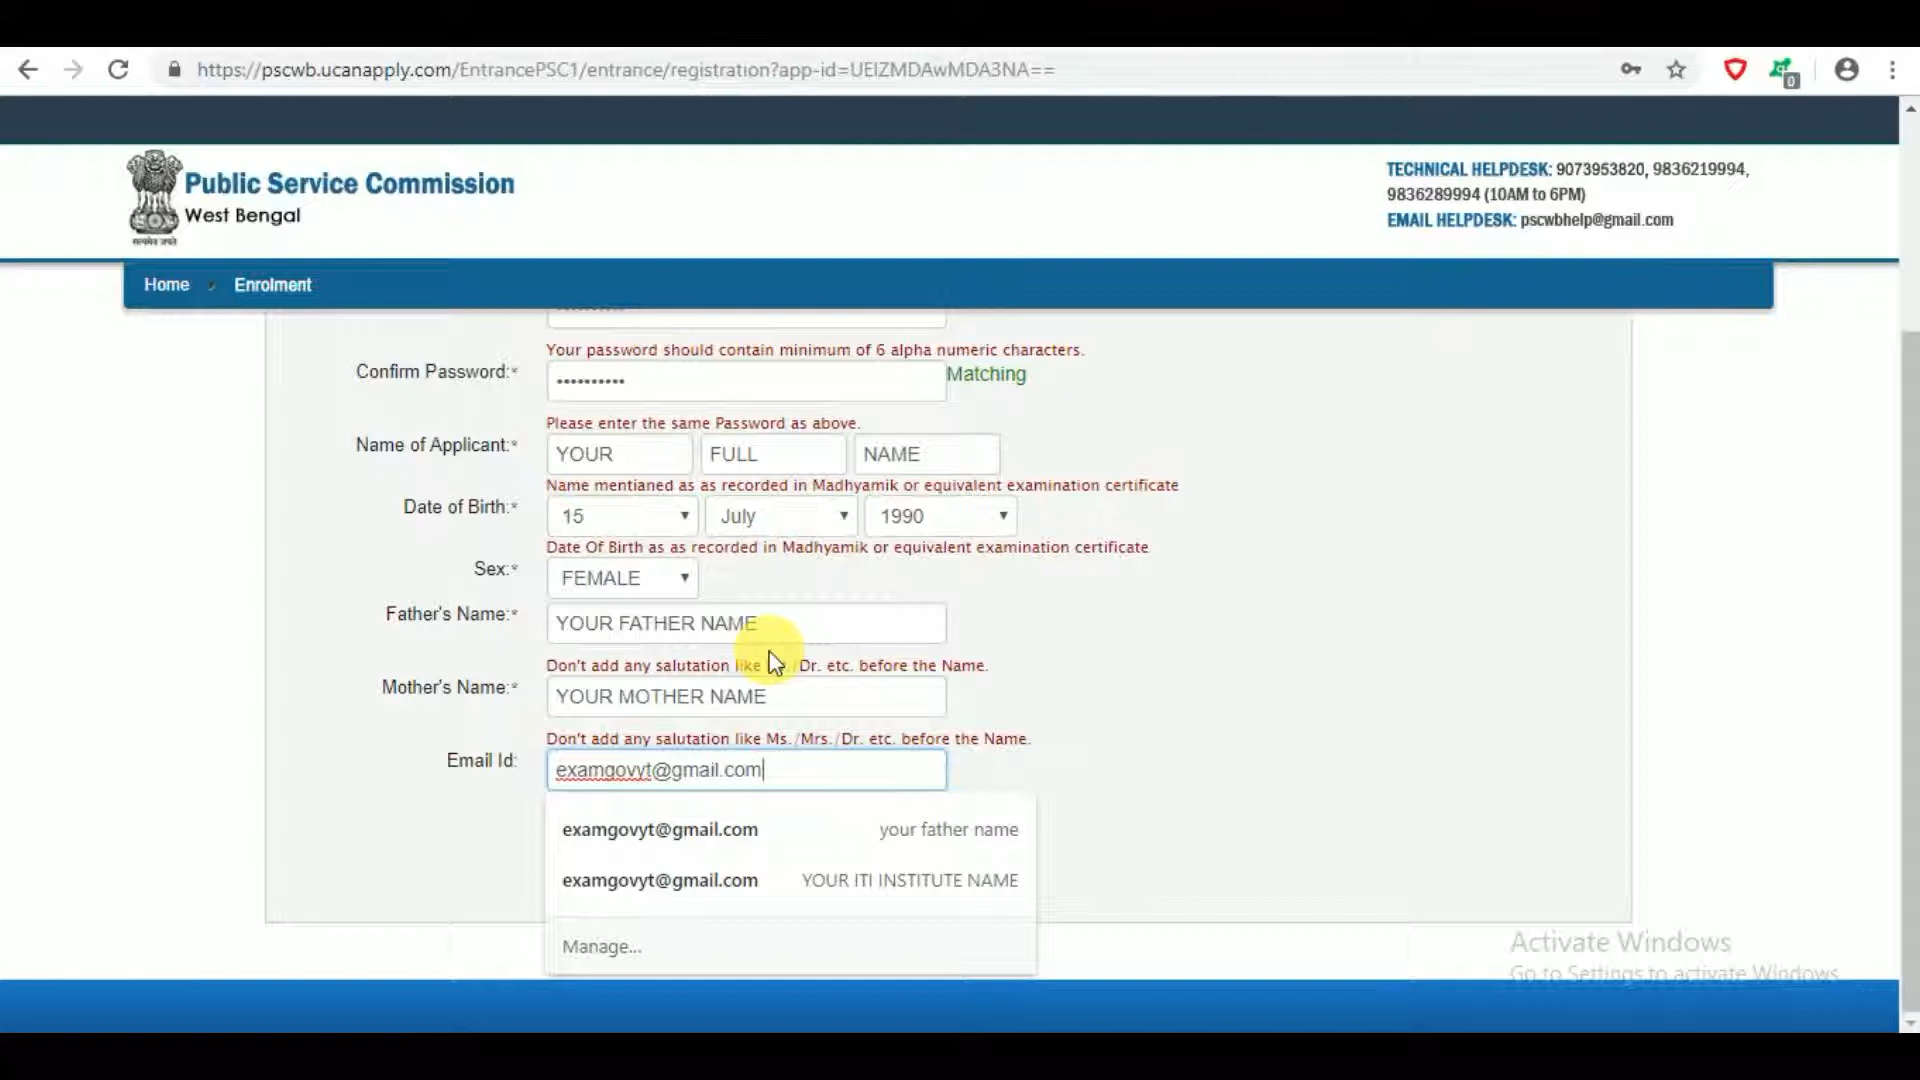 https://pscwb.ucanapply.com/EntrancePSC1/entrance/registration?app-id=UElZMDAwMDA3NA==
0
Public Service Commission
West Bengal
सत्यमेव जयते
TECHNICAL HELPDESK: 9073953820, 9836219994,
9836289994 (10AM to 6PM)
EMAIL HELPDESK: pscwbhelp@gmail.com
Home
Enrolment
Your password should contain minimum of 6 alpha numeric characters.
Confirm Password:* •••••••••• Matching
Please enter the same Password as above.
Name of Applicant:* YOUR FULL NAME
Name mentianed as as recorded in Madhyamik or equivalent examination certificate
Date of Birth:* 15 July 1990
Date Of Birth as as recorded in Madhyamik or equivalent examination certificate
Sex:* FEMALE
Father's Name:* YOUR FATHER NAME
Don't add any salutation like /Dr. etc. before the Name.
Mother's Name:* YOUR MOTHER NAME
Don't add any salutation like Ms./Mrs./Dr. etc. before the Name.
Email Id: examgovyt@gmail.com
examgovyt@gmail.com your father name
examgovyt@gmail.com YOUR ITI INSTITUTE NAME
Manage...
Activate Windows
Go to Settings to activate Windows